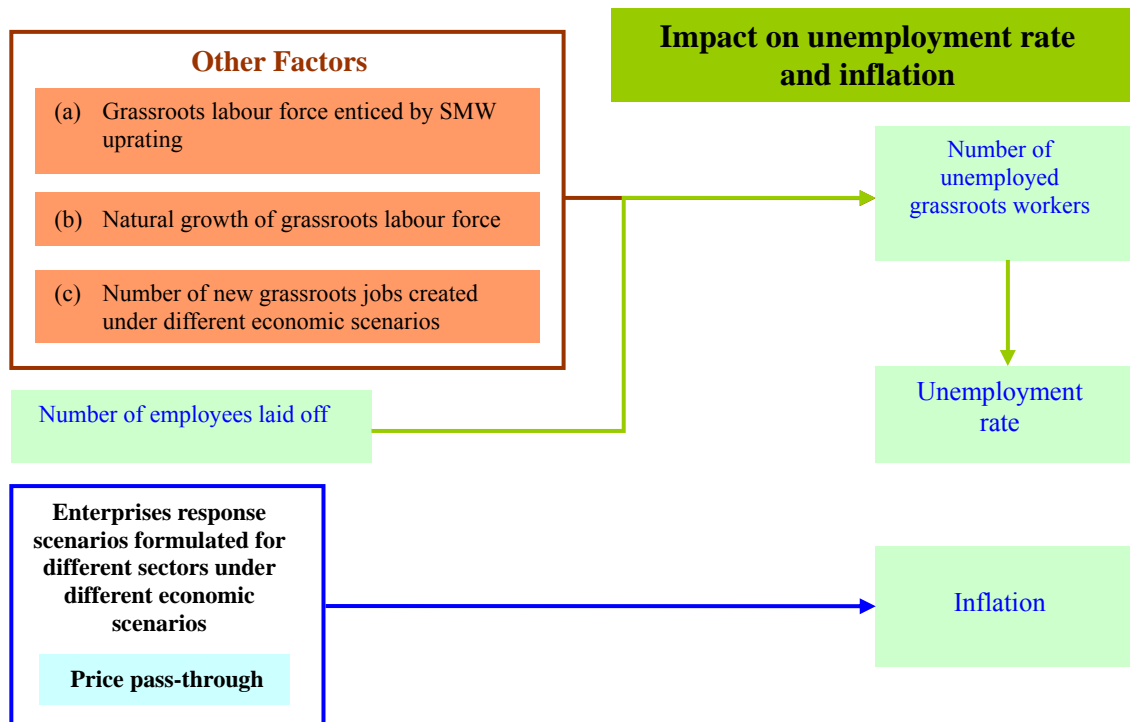 Impact on unemployment rate
and inflation
Other Factors
(a) Grassroots labour force enticed by SMW
uprating
(b) Natural growth of grassroots labour force
(c) Number of new grassroots jobs created
under different economic scenarios
Number of
unemployed
grassroots workers
Number of employees laid off
Unemployment
rate
Enterprises response
scenarios formulated for
different sectors under
different economic
scenarios
Price pass-through
Inflation